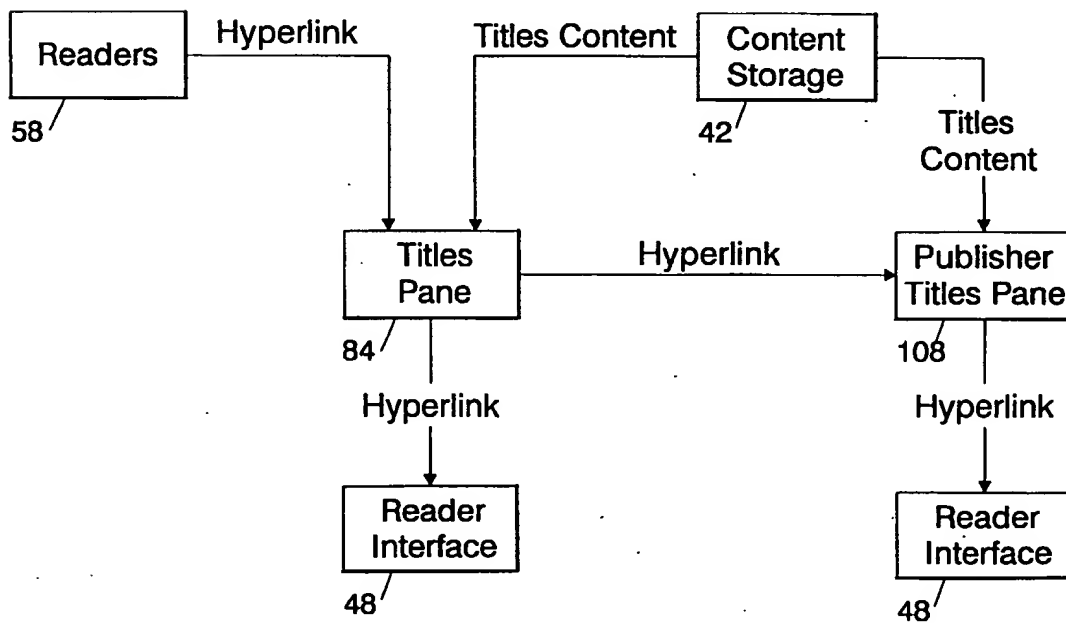 Readers
58
Hyperlink
Titles Content
Content
Storage
42
Titles
Content
Titles
Pane
84
Hyperlink
Publisher
Titles Pane
108
Hyperlink
Hyperlink
Reader
Interface
48
Reader
Interface
48